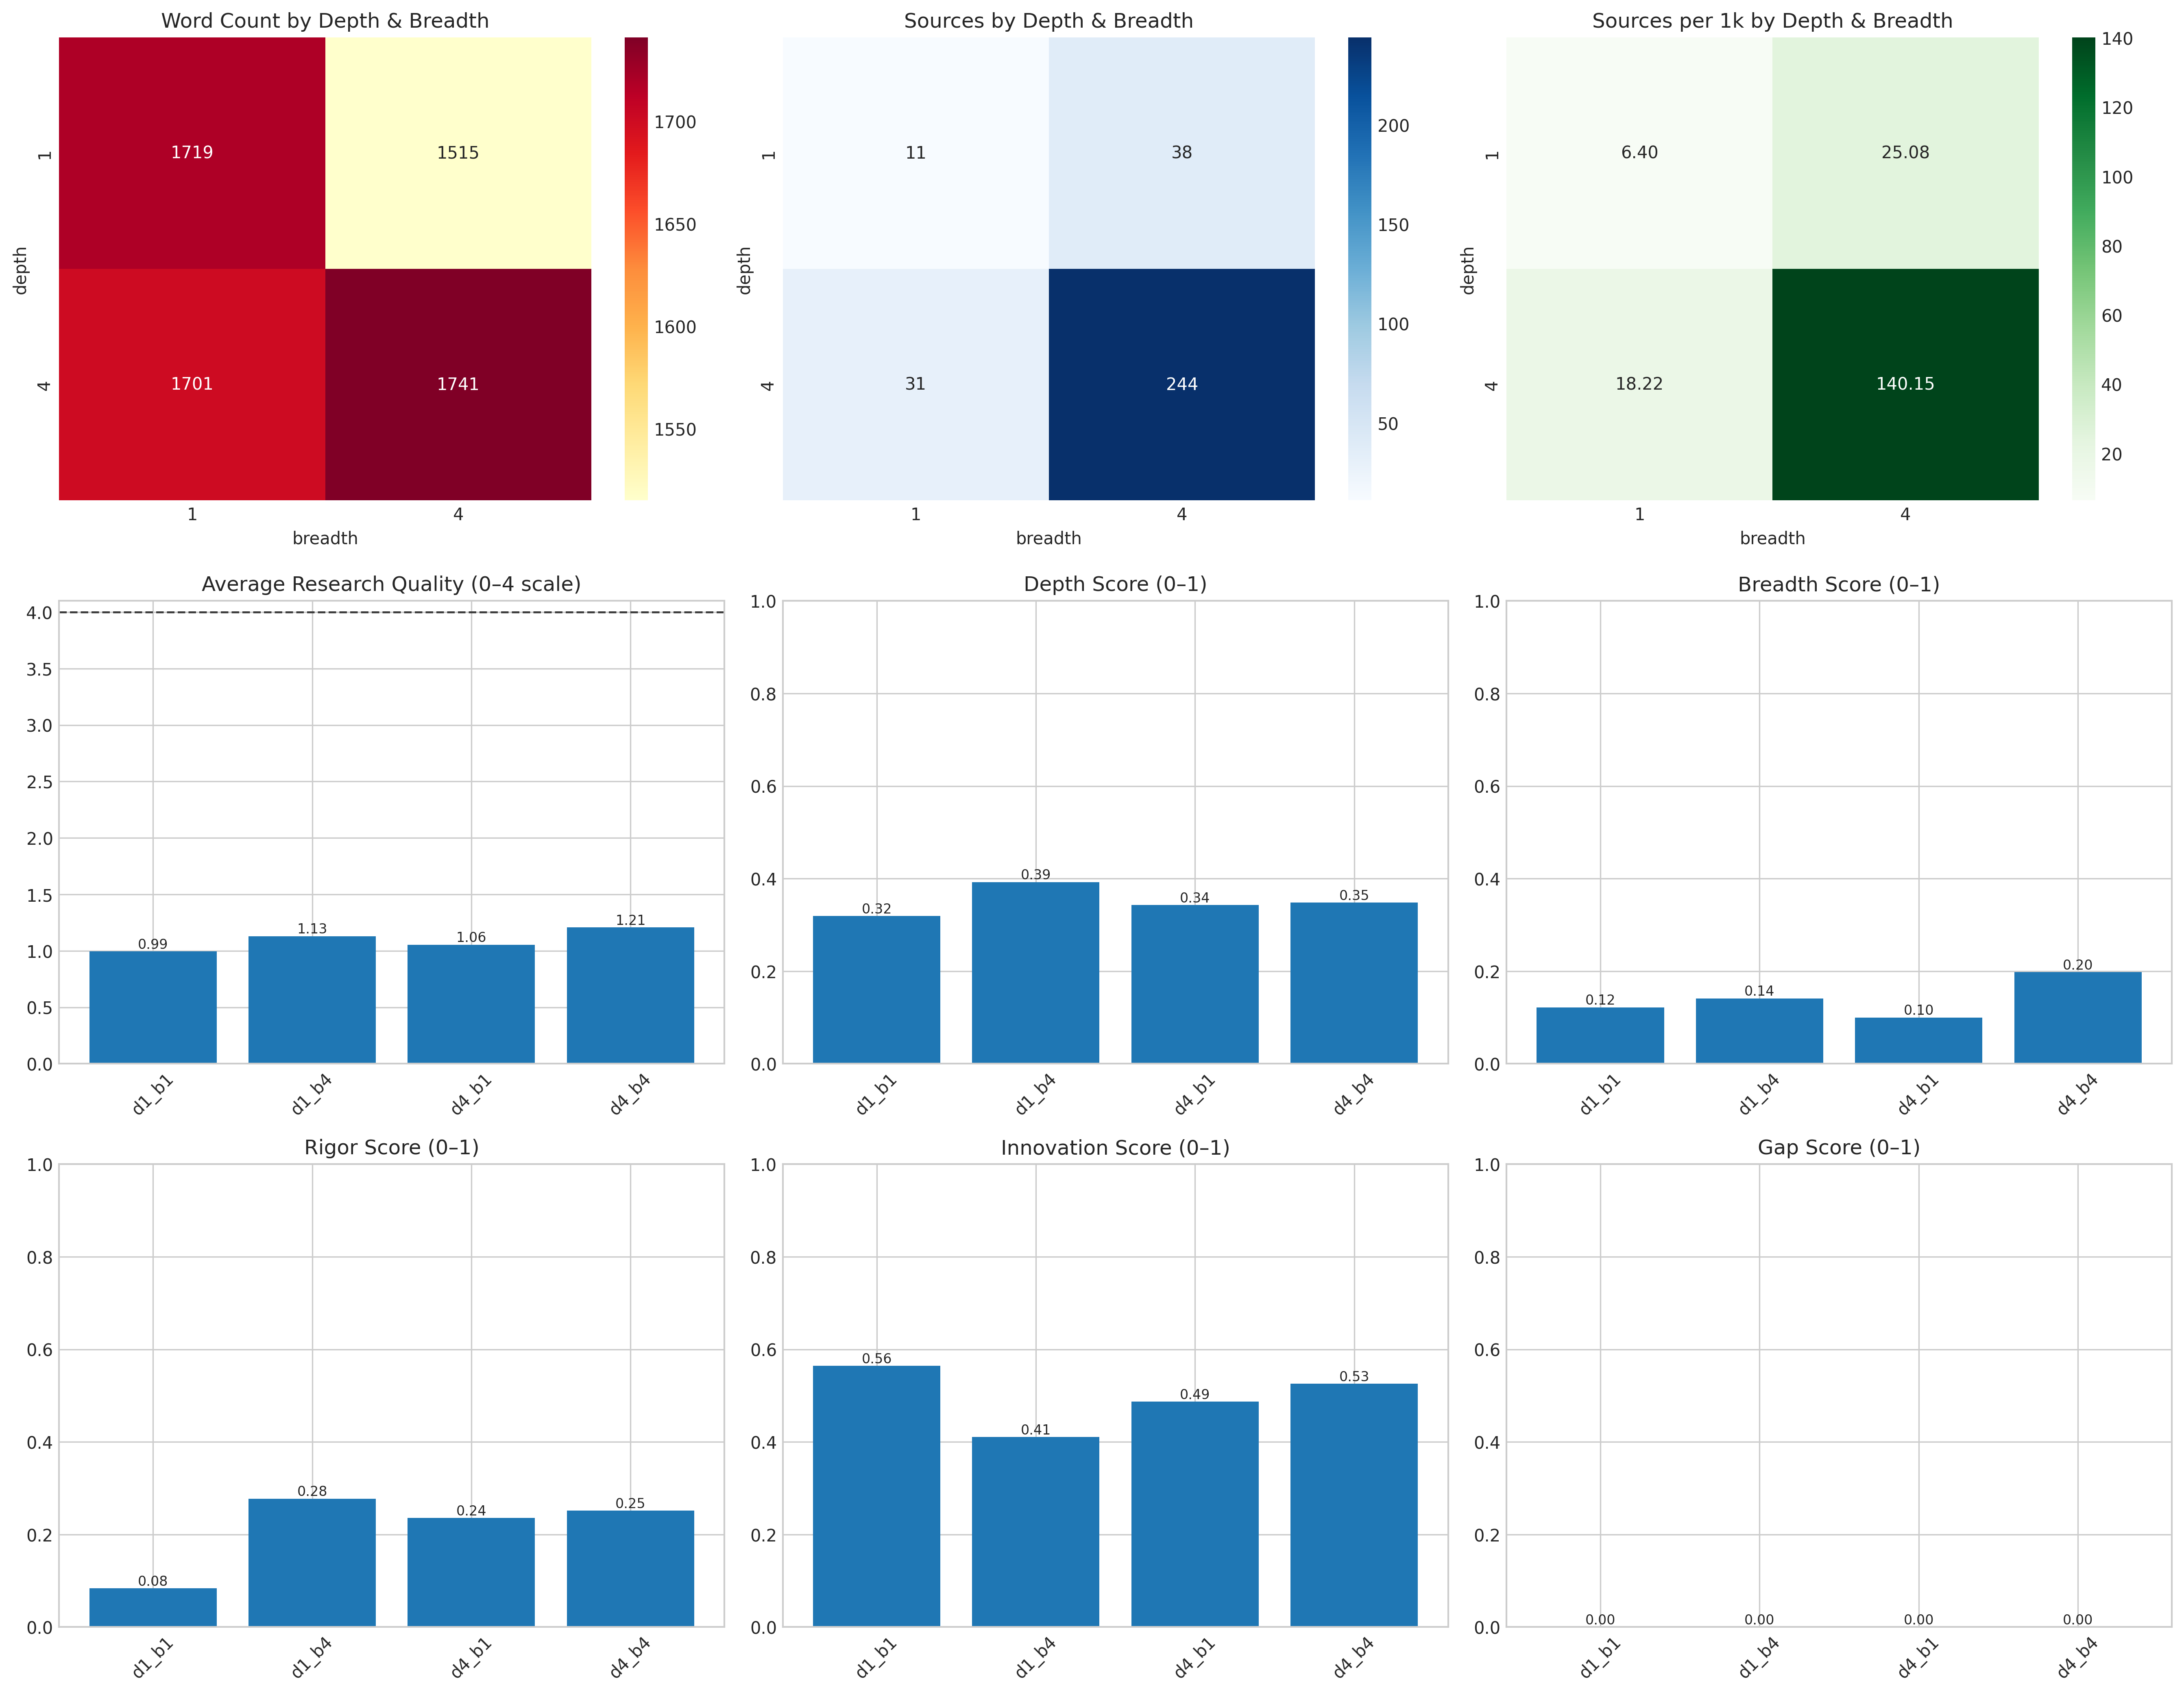 Word Count by Depth & Breadth
1719
1515
1701
1741
1
4
depth
1
4
breadth
1700
1650
1600
1550
Sources by Depth & Breadth
11
38
31
244
1
4
depth
1
4
breadth
200
150
100
50
Sources per 1k by Depth & Breadth
6.40
25.08
18.22
140.15
1
4
depth
1
4
breadth
140
120
100
80
60
40
20
Average Research Quality (0–4 scale)
4.0
3.5
3.0
2.5
2.0
1.5
1.0
0.5
0.0
0.99
1.13
1.06
1.21
d1_b1
d1_b4
d4_b1
d4_b4
Depth Score (0–1)
1.0
0.8
0.6
0.4
0.2
0.0
0.32
0.39
0.34
0.35
d1_b1
d1_b4
d4_b1
d4_b4
Breadth Score (0–1)
1.0
0.8
0.6
0.4
0.2
0.0
0.12
0.14
0.10
0.20
d1_b1
d1_b4
d4_b1
d4_b4
Rigor Score (0–1)
1.0
0.8
0.6
0.4
0.2
0.0
0.08
0.28
0.24
0.25
d1_b1
d1_b4
d4_b1
d4_b4
Innovation Score (0–1)
1.0
0.8
0.6
0.4
0.2
0.0
0.56
0.41
0.49
0.53
d1_b1
d1_b4
d4_b1
d4_b4
Gap Score (0–1)
1.0
0.8
0.6
0.4
0.2
0.0
0.00
0.00
0.00
0.00
d1_b1
d1_b4
d4_b1
d4_b4